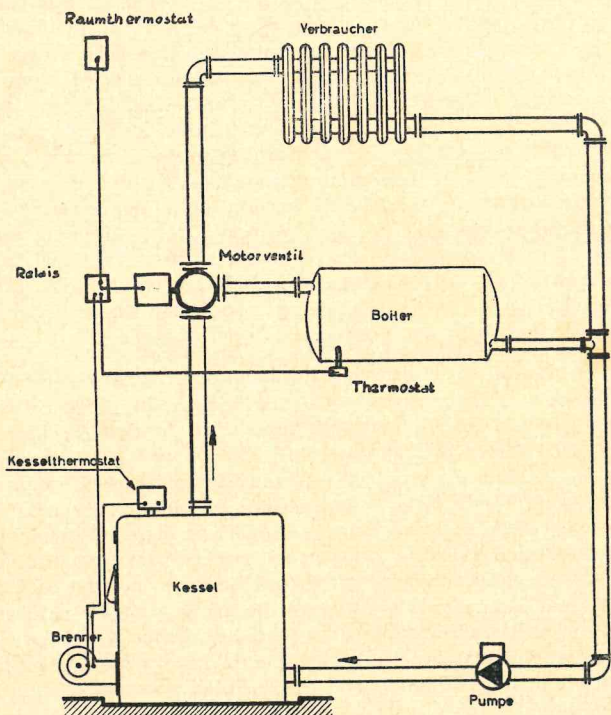 Raumthermostat
Verbraucher
Relais
Motorventil
Boiler
Thermostat
Kesselthermostat
Kessel
Brenner
Pumpe